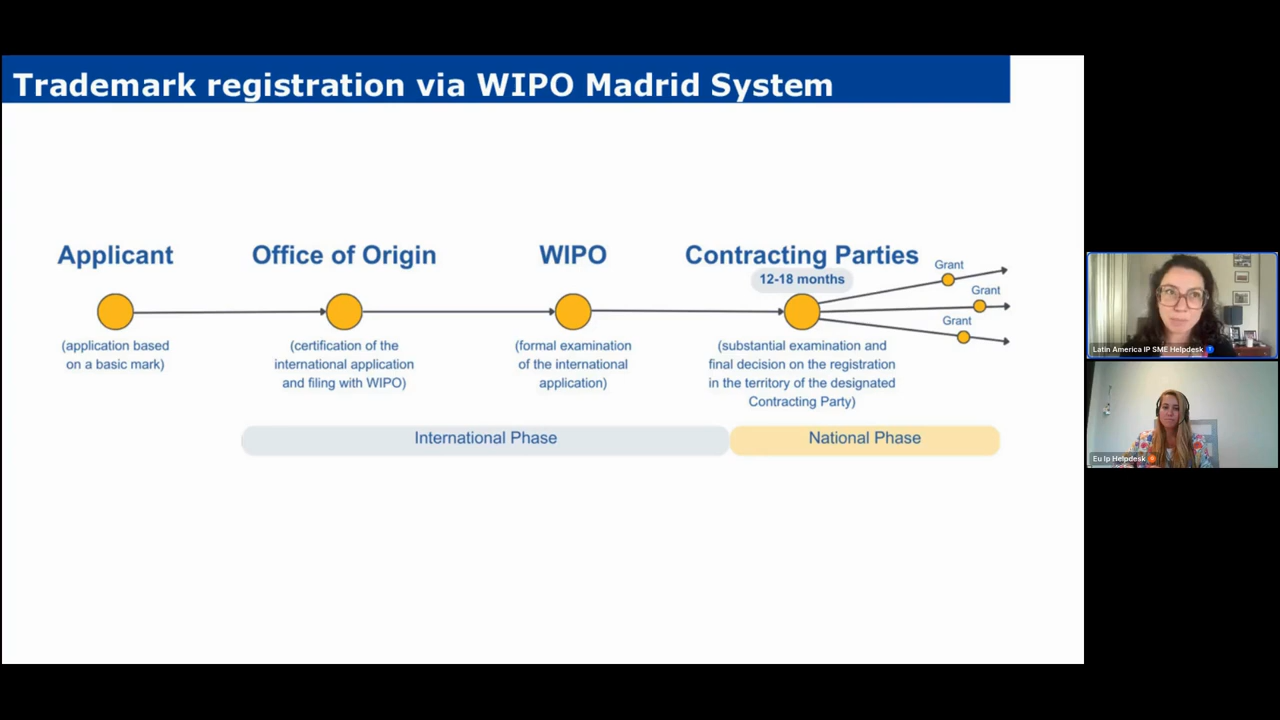 Trademark registration via WIPO Madrid System
Applicant
Office of Origin
WIPO
Contracting Parties
12-18 months
Grant
Grant
Grant
(application based
on a basic mark)
(certification of the
international application
and filing with WIPO)
(formal examination
of the international
application)
(substantial examination and
final decision on the registration
in the territory of the designated
Contracting Party)
International Phase
National Phase
Latin America IP SME Helpdesk
Eu Ip Helpdesk